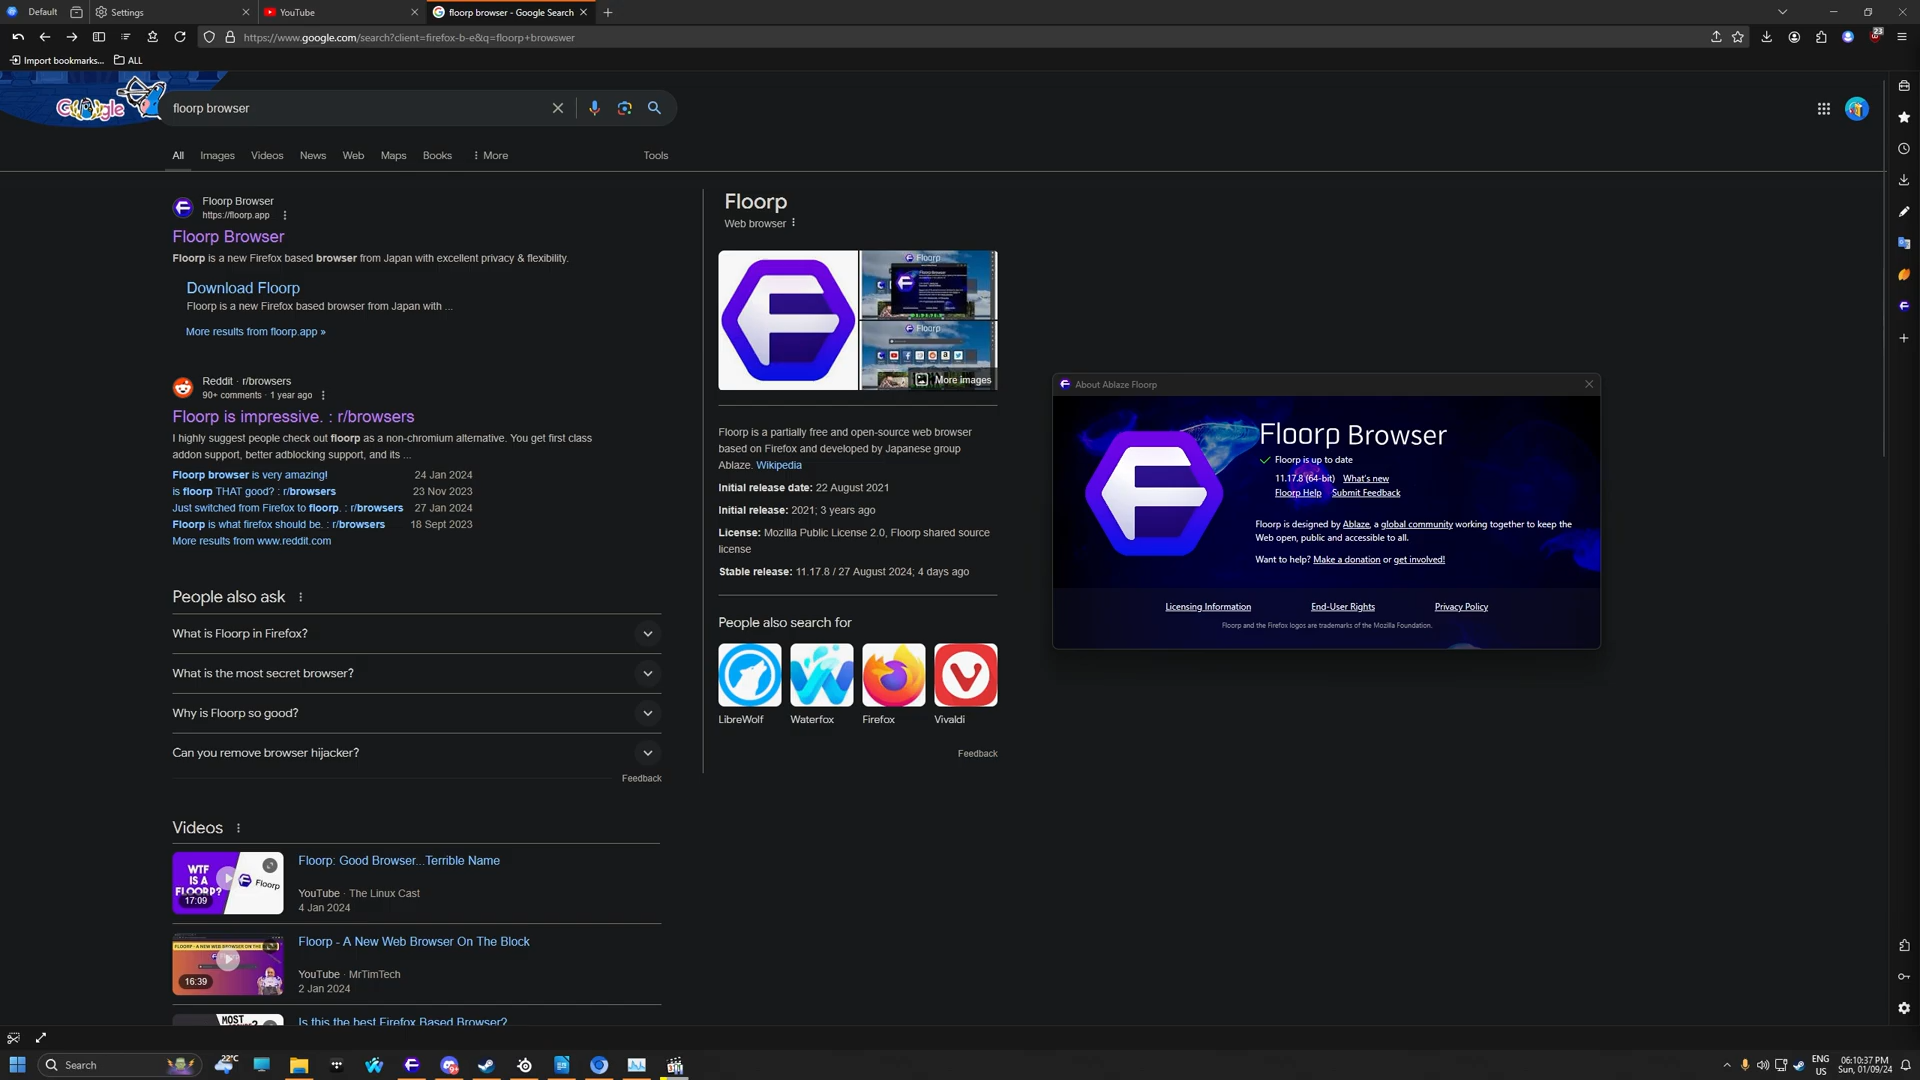 Default
Settings
YouTube
floorp browser - Google Search
https://www.google.com/search?client=firefox-b-e&q=floorp+browswer
23
Import bookmarks...
ALL
Google
floorp browser
All
Images
Videos
News
Web
Maps
Books
More
Tools
Floorp Browser
https://floorp.app
Floorp Browser
Floorp is a new Firefox based browser from Japan with excellent privacy & flexibility.
Download Floorp
Floorp is a new Firefox based browser from Japan with ...
More results from floorp.app »
Reddit · r/browsers
90+ comments · 1 year ago
Floorp is impressive. : r/browsers
I highly suggest people check out floorp as a non-chromium alternative. You get first class
addon support, better adblocking support, and its ...
Floorp browser is very amazing! 24 Jan 2024
is floorp THAT good? : r/browsers 23 Nov 2023
Just switched from Firefox to floorp. : r/browsers 27 Jan 2024
Floorp is what firefox should be. : r/browsers 18 Sept 2023
More results from www.reddit.com
People also ask
What is Floorp in Firefox?
What is the most secret browser?
Why is Floorp so good?
Can you remove browser hijacker?
Feedback
Videos
WTF
IS A
FLOORP?
Floorp
17:09
Floorp: Good Browser...Terrible Name
YouTube · The Linux Cast
4 Jan 2024
FLOORP - A NEW WEB BROWSER ON THE BLOCK
16:39
Floorp - A New Web Browser On The Block
YouTube · MrTimTech
2 Jan 2024
MOST
Is this the best Firefox Based Browser?
Floorp
Web browser
Floorp
Floorp
More images
Floorp is a partially free and open-source web browser
based on Firefox and developed by Japanese group
Ablaze. Wikipedia
Initial release date: 22 August 2021
Initial release: 2021; 3 years ago
License: Mozilla Public License 2.0, Floorp shared source
license
Stable release: 11.17.8 / 27 August 2024; 4 days ago
People also search for
LibreWolf
Waterfox
Firefox
Vivaldi
Feedback
About Ablaze Floorp
Floorp Browser
Floorp is up to date
11.17.8 (64-bit) What's new
Floorp Help Submit Feedback
Floorp is designed by Ablaze, a global community working together to keep the
Web open, public and accessible to all.
Want to help? Make a donation or get involved!
Licensing Information
End-User Rights
Privacy Policy
Floorp and the Firefox logos are trademarks of the Mozilla Foundation.
Search
22°C
ENG
US
06:10:37 PM
Sun, 01/09/24